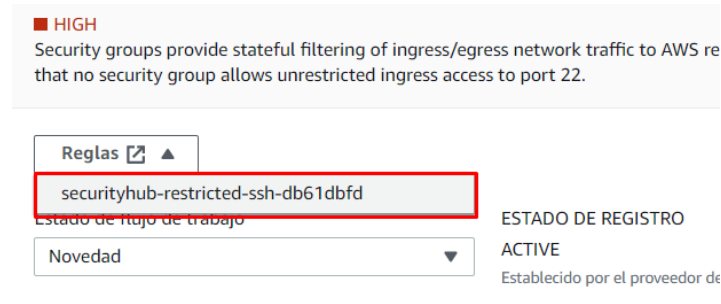 HIGH
Security groups provide stateful filtering of ingress/egress network traffic to AWS re
that no security group allows unrestricted ingress access to port 22.
Reglas
securityhub-restricted-ssh-db61dbfd
Estado de flujo de trabajo
Novedad
ESTADO DE REGISTRO
ACTIVE
Establecido por el proveedor de